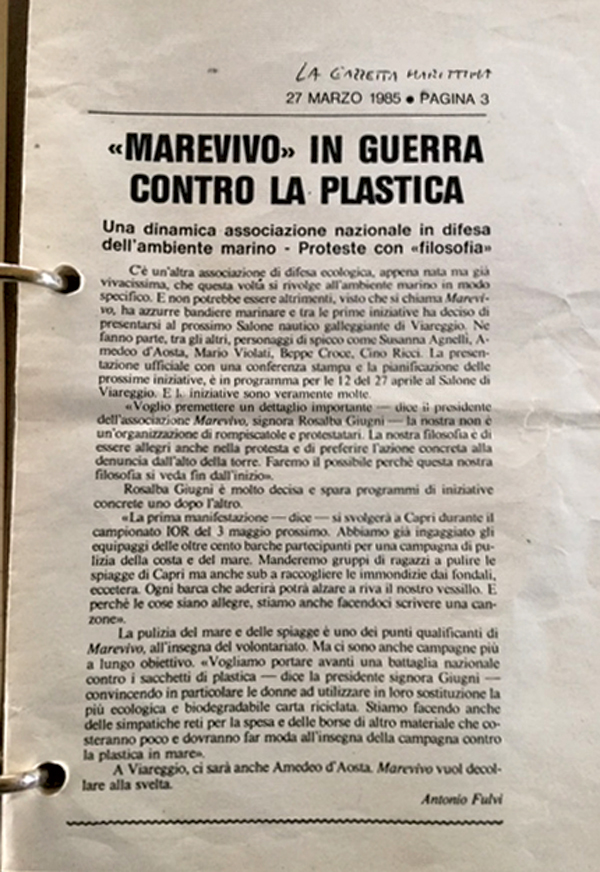 LA GAZZETTA MARITTIMA
27 MARZO 1985 ● PAGINA 3
«MAREVIVO» IN GUERRA
CONTRO LA PLASTICA
Una dinamica associazione nazionale in difesa
dell'ambiente marino - Proteste con «filosofia»
C'è un'altra associazione di difesa ecologica, appena nata ma già
vivacissima, che questa volta si rivolge all'ambiente marino in modo
specifico. E non potrebbe essere altrimenti, visto che si chiama Marevi-
vo, ha azzurre bandiere marinare e tra le prime iniziative ha deciso di
presentarsi al prossimo Salone nautico galleggiante di Viareggio. Ne
fanno parte, tra gli altri, personaggi di spicco come Susanna Agnelli, A-
medeo d'Aosta, Mario Violati, Beppe Croce, Cino Ricci. La presen-
tazione ufficiale con una conferenza stampa e la pianificazione delle
prossime iniziative, è in programma per le 12 del 27 aprile al Salone di
Viareggio. E le iniziative sono veramente molte.
«Voglio premettere un dettaglio importante — dice il presidente
dell'associazione Marevivo, signora Rosalba Giugni — la nostra non è
un'organizzazione di rompiscatole e protestatari. La nostra filosofia è di
essere allegri anche nella protesta e di preferire l'azione concreta alla
denuncia dall'alto della torre. Faremo il possibile perchè questa nostra
filosofia si veda fin dall'inizio».
Rosalba Giugni è molto decisa e spara programmi di iniziative
concrete uno dopo l'altro.
«La prima manifestazione — dice — si svolgerà a Capri durante il
campionato IOR del 3 maggio prossimo. Abbiamo già ingaggiato gli
equipaggi delle oltre cento barche partecipanti per una campagna di pu-
lizia della costa e del mare. Manderemo gruppi di ragazzi a pulire le
spiagge di Capri ma anche sub a raccogliere le immondizie dai fondali,
eccetera. Ogni barca che aderirà potrà alzare a riva il nostro vessillo. E
perchè le cose siano allegre, stiamo anche facendoci scrivere una can-
zone».
La pulizia del mare e delle spiagge è uno dei punti qualificanti di
Marevivo, all'insegna del volontariato. Ma ci sono anche campagne più
a lungo obiettivo. «Vogliamo portare avanti una battaglia nazionale
contro i sacchetti di plastica — dice la presidente signora Giugni —
convincendo in particolare le donne ad utilizzare in loro sostituzione la
più ecologica e biodegradabile carta riciclata. Stiamo facendo anche
delle simpatiche reti per la spesa e delle borse di altro materiale che co-
steranno poco e dovranno far moda all'insegna della campagna contro
la plastica in mare».
A Viareggio, ci sarà anche Amedeo d'Aosta. Marevivo vuol decol-
lare alla svelta.
Antonio Fulvi